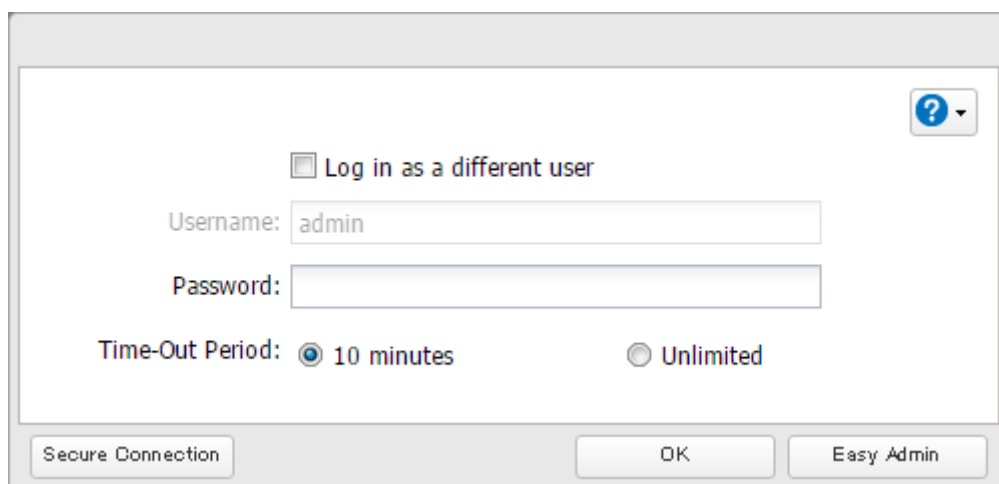 ?
Log in as a different user
Username: admin
Password:
Time-Out Period: 10 minutes Unlimited
Secure Connection OK Easy Admin